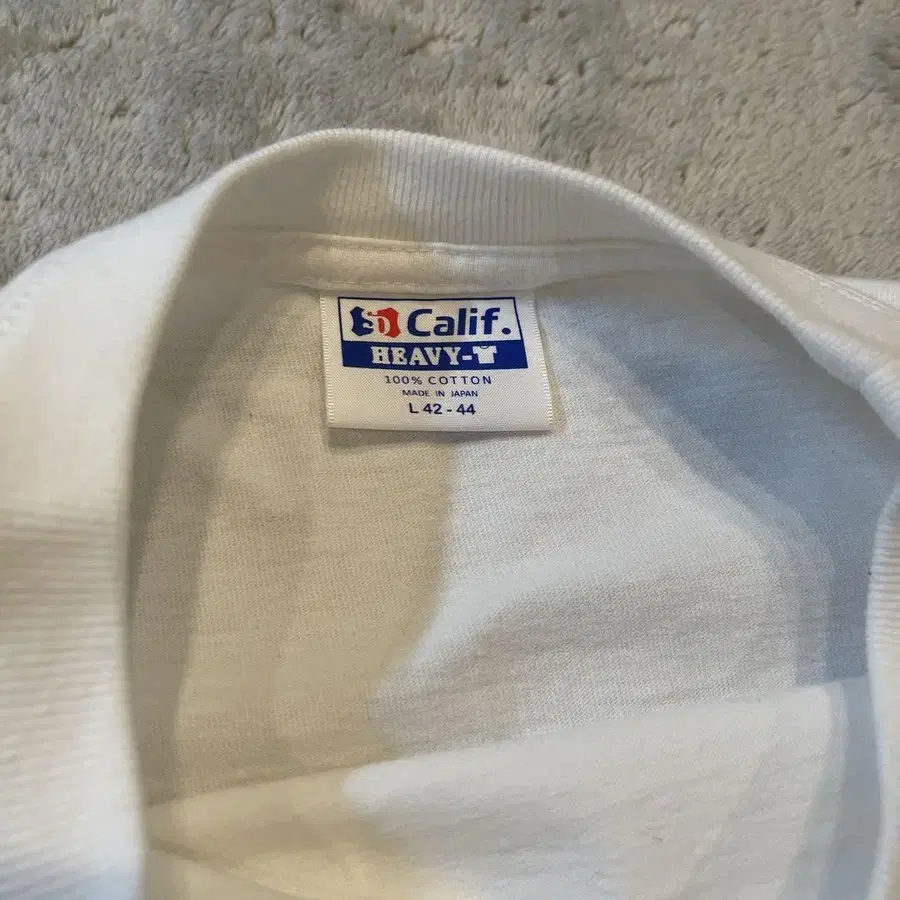 SD Calif.
HEAVY-T
100% COTTON
MADE IN JAPAN
L 42 - 44